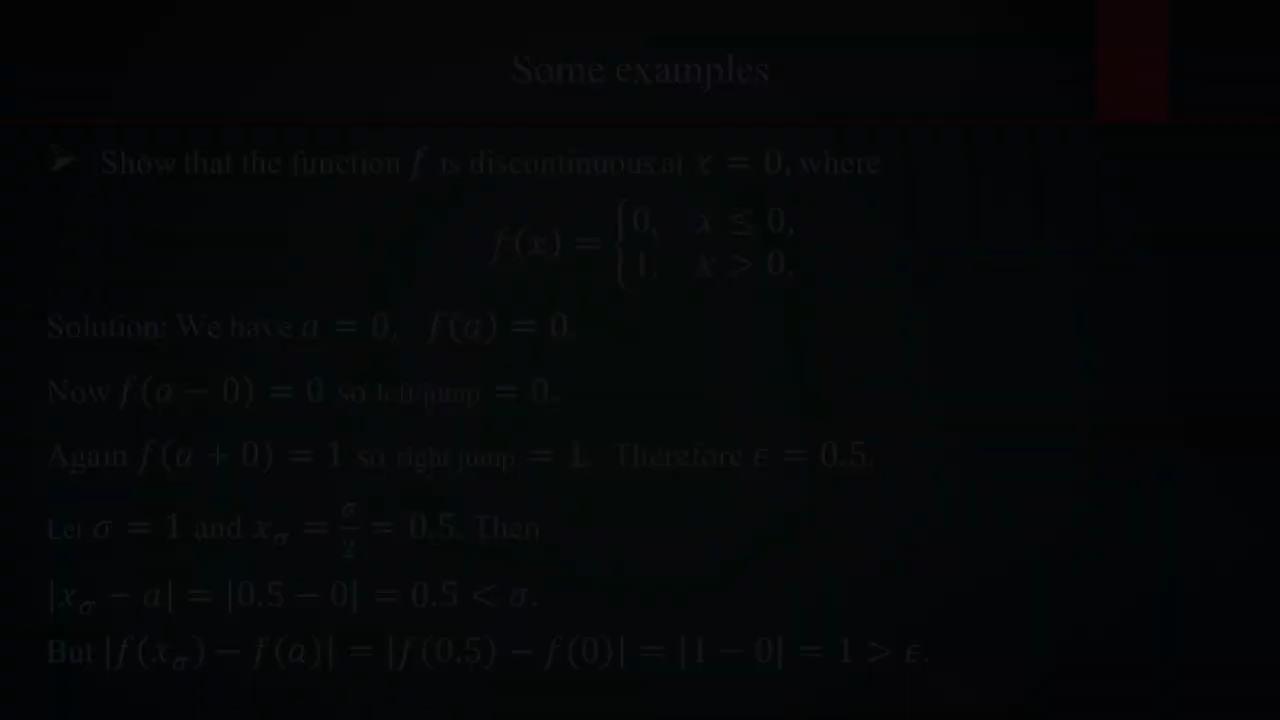 Some examples
➤ Show that the function f is discontinuous at x = 0, where
f(x) = {0, x ≤ 0,
1, x > 0.
Solution: We have a = 0, f(a) = 0.
Now f(a − 0) = 0 so left jump = 0.
Again f(a + 0) = 1 so right jump = 1. Therefore ϵ = 0.5.
Let σ = 1 and x_σ = σ/2 = 0.5. Then
|x_σ − a| = |0.5 − 0| = 0.5 < σ.
But |f(x_σ) − f(a)| = |f(0.5) − f(0)| = |1 − 0| = 1 > ϵ.